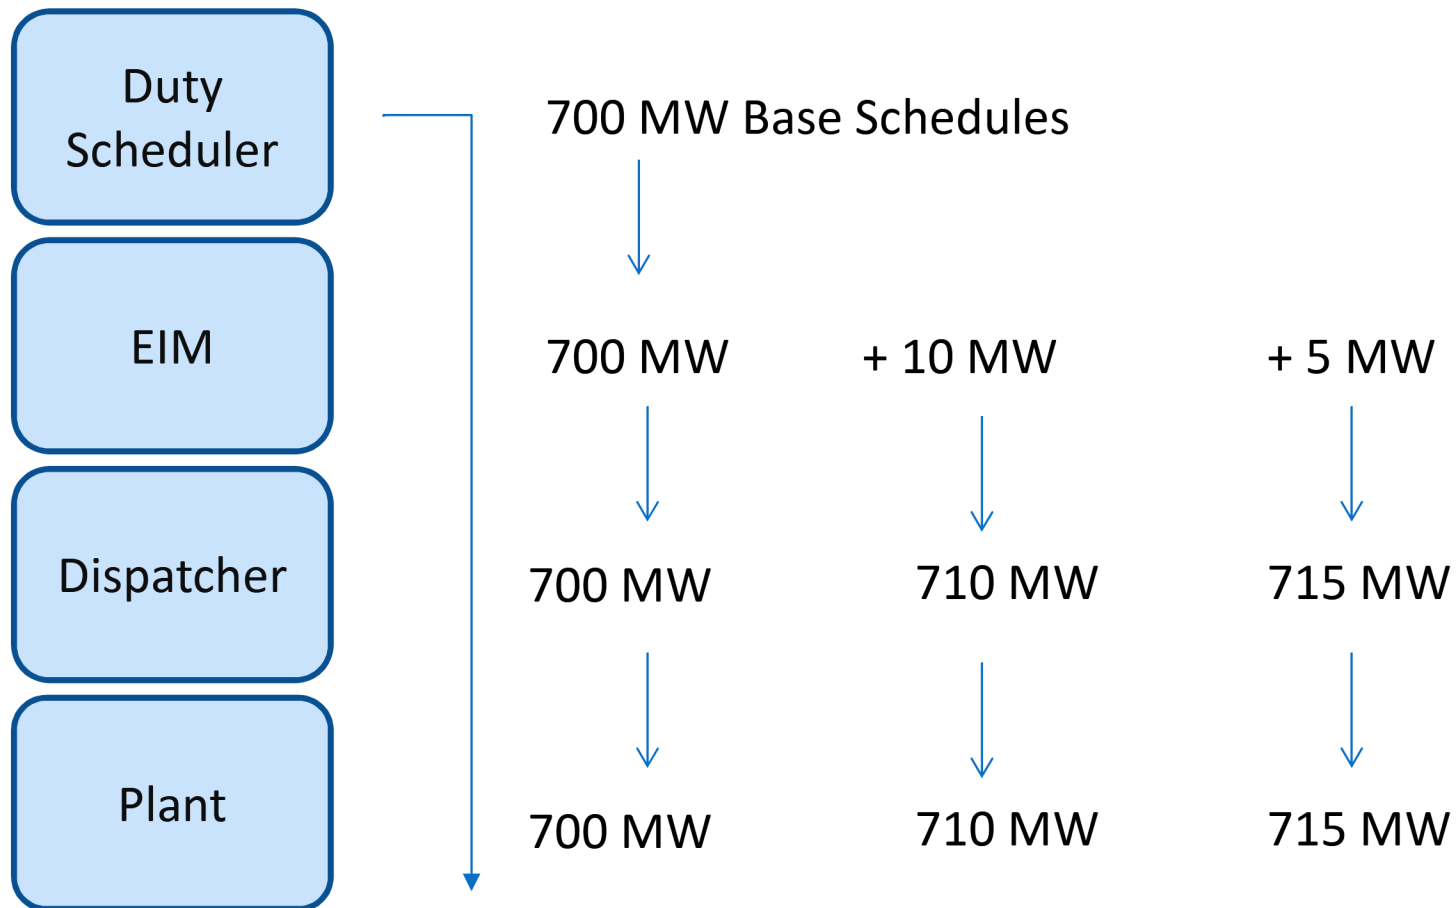 Duty
Scheduler
700 MW Base Schedules
EIM
700 MW
+ 10 MW
+ 5 MW
Dispatcher
700 MW
710 MW
715 MW
Plant
700 MW
710 MW
715 MW